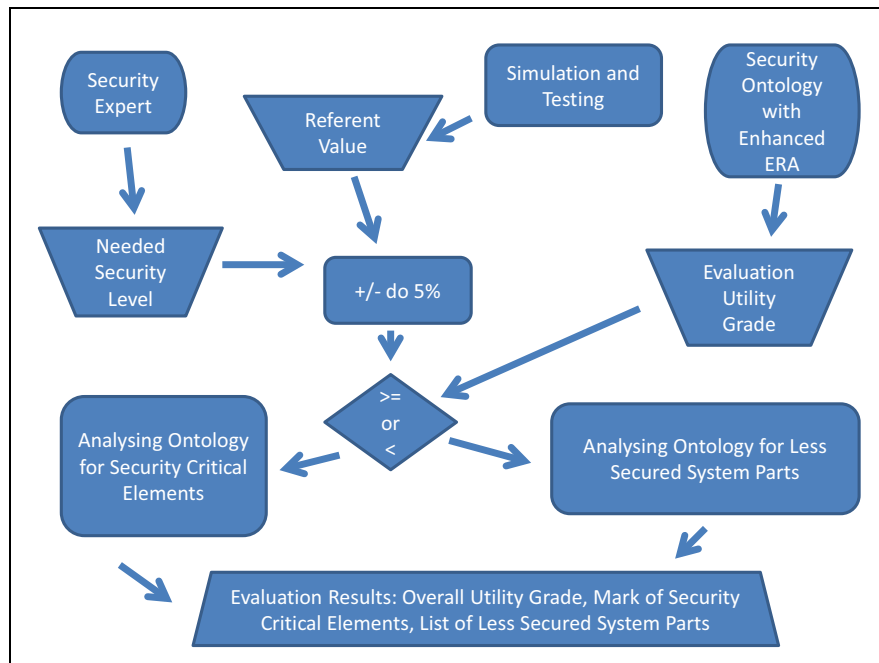 Security
Expert
Referent
Value
Simulation and
Testing
Security
Ontology
with
Enhanced
ERA
Needed
Security
Level
+/- do 5%
Evaluation
Utility
Grade
>=
or
<
Analysing Ontology
for Security Critical
Elements
Analysing Ontology for Less
Secured System Parts
Evaluation Results: Overall Utility Grade, Mark of Security
Critical Elements, List of Less Secured System Parts